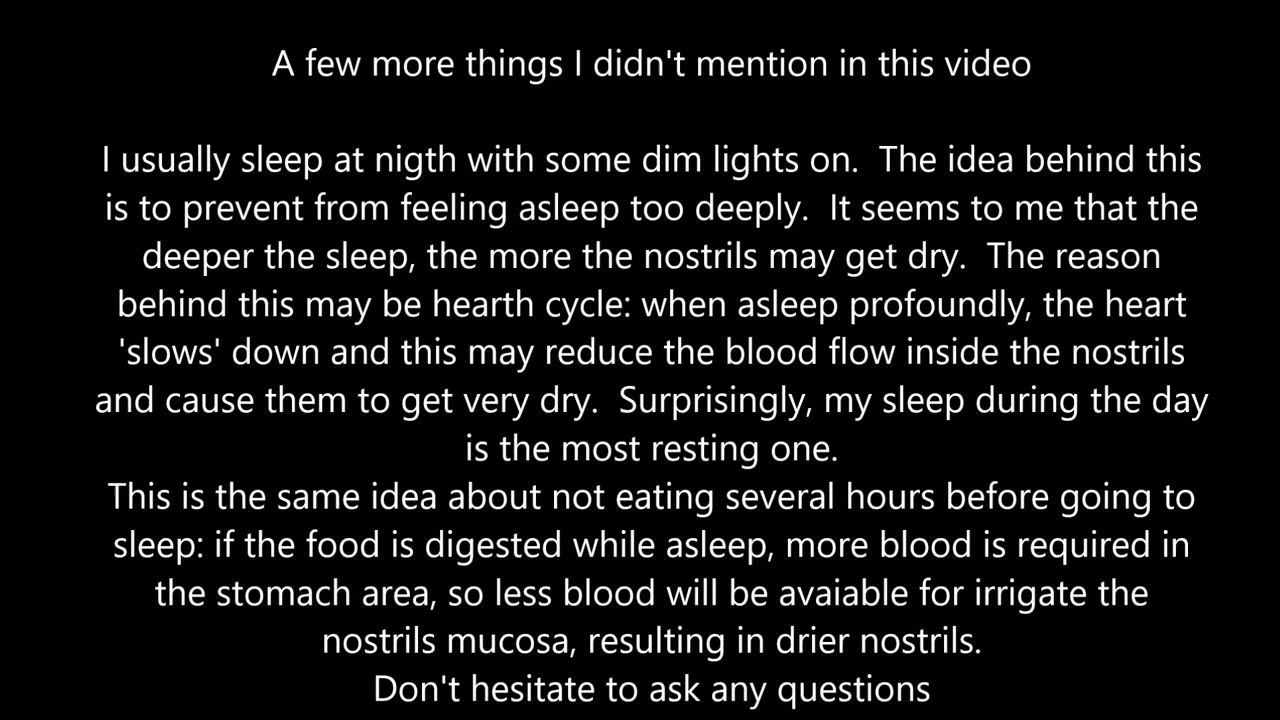 A few more things I didn't mention in this video
I usually sleep at nigth with some dim lights on.  The idea behind this
is to prevent from feeling asleep too deeply.  It seems to me that the
deeper the sleep, the more the nostrils may get dry.  The reason
behind this may be hearth cycle: when asleep profoundly, the heart
'slows' down and this may reduce the blood flow inside the nostrils
and cause them to get very dry.  Surprisingly, my sleep during the day
is the most resting one.
This is the same idea about not eating several hours before going to
sleep: if the food is digested while asleep, more blood is required in
the stomach area, so less blood will be avaiable for irrigate the
nostrils mucosa, resulting in drier nostrils.
Don't hesitate to ask any questions